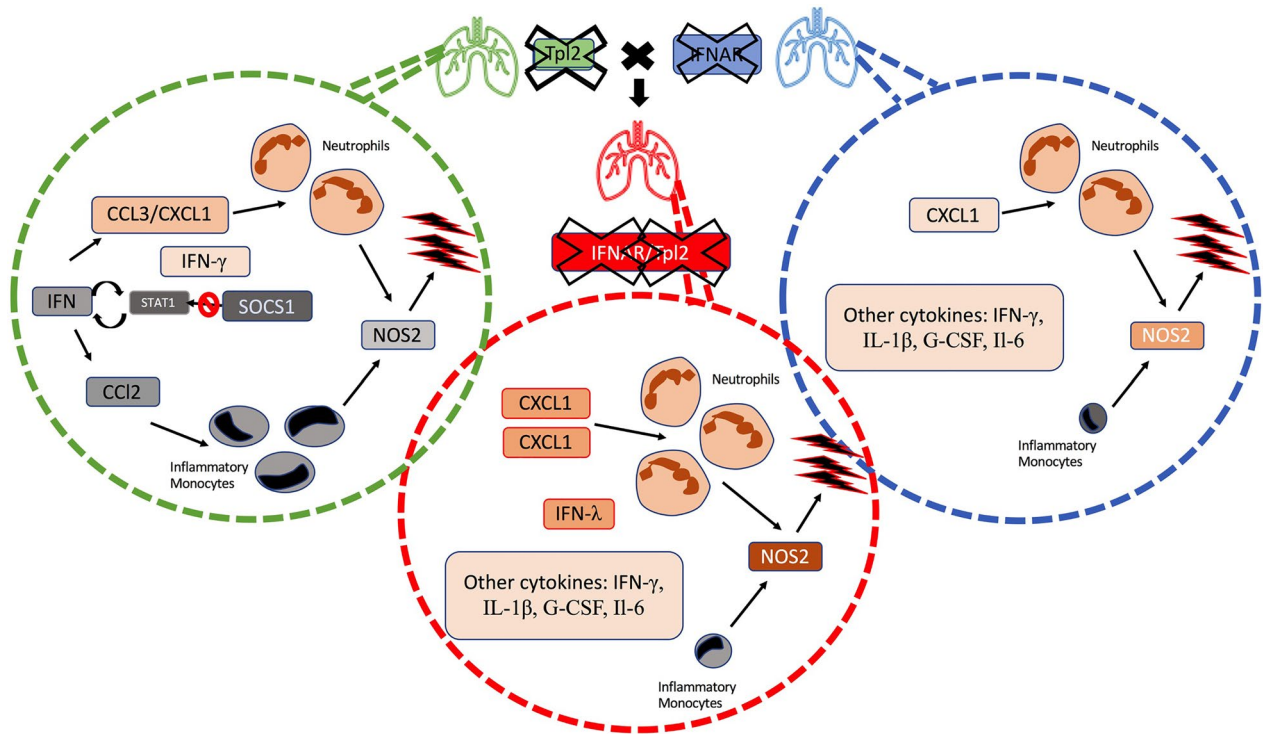 Tpl2
IFNAR
IFNAR/Tpl2
Neutrophils
CCL3/CXCL1
IFN-γ
IFN
STAT1
SOCS1
NOS2
CCl2
Inflammatory
Monocytes
CXCL1
CXCL1
Neutrophils
IFN-λ
NOS2
Other cytokines: IFN-γ,
IL-1β, G-CSF, Il-6
Inflammatory
Monocytes
Neutrophils
CXCL1
Other cytokines: IFN-γ,
IL-1β, G-CSF, Il-6
NOS2
Inflammatory
Monocytes